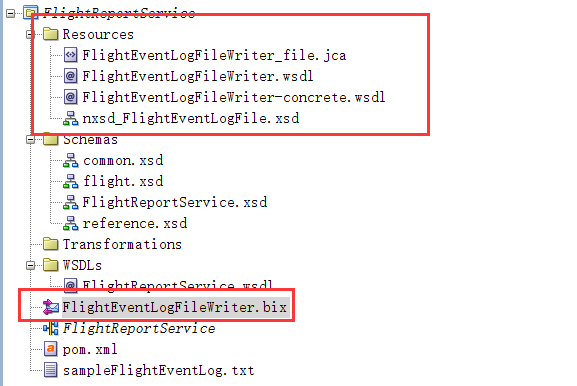 FlightReportService
Resources
FlightEventLogFileWriter_file.jca
FlightEventLogFileWriter.wsdl
FlightEventLogFileWriter-concrete.wsdl
nxsd_FlightEventLogFile.xsd
Schemas
common.xsd
flight.xsd
FlightReportService.xsd
reference.xsd
Transformations
WSDLs
FlightReportService.wsdl
FlightEventLogFileWriter.bix
FlightReportService
pom.xml
sampleFlightEventLog.txt